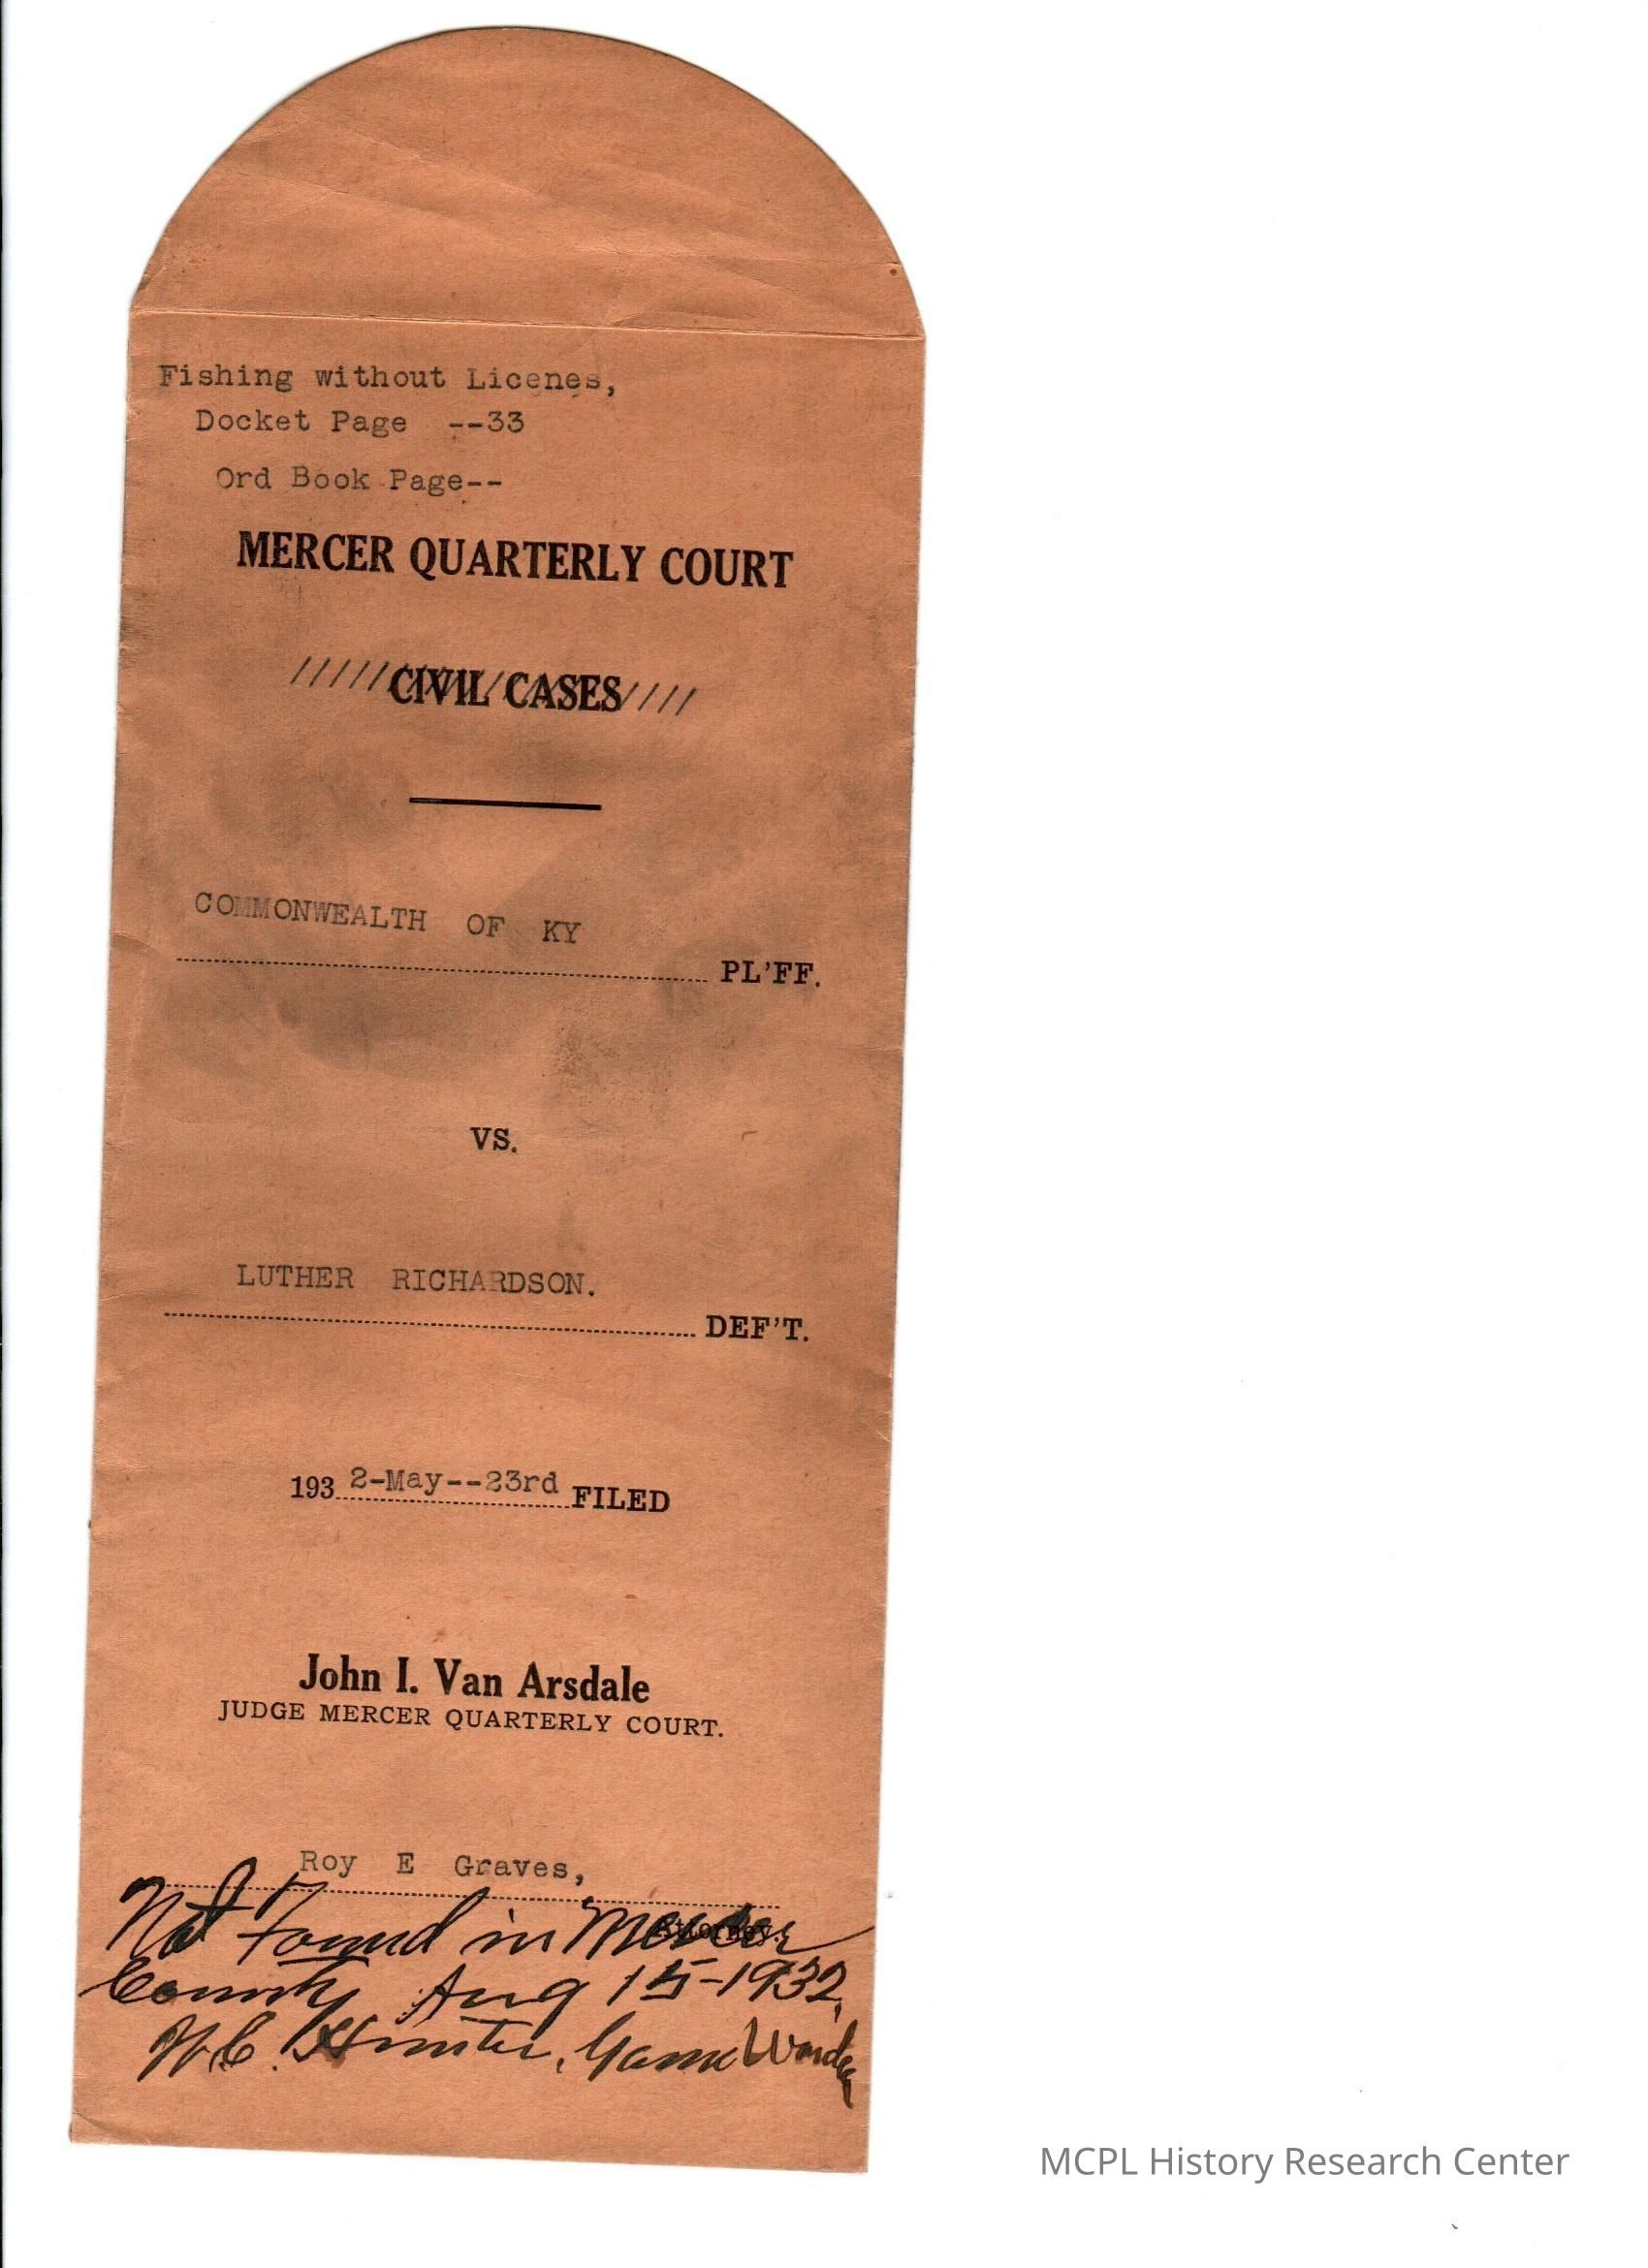 Fishing without Licenes,
Docket Page --33
Ord Book Page--
MERCER QUARTERLY COURT
/////CIVIL/CASES////
COMMONWEALTH OF KY
PL'FF.
VS.
LUTHER RICHARDSON.
DEF'T.
193 2-May--23rd FILED
John I. Van Arsdale
JUDGE MERCER QUARTERLY COURT.
Roy E Graves,
Attorney.
Not Found in Mercer
County Aug 15-1932,
Hunter, Game Warden
MCPL History Research Center